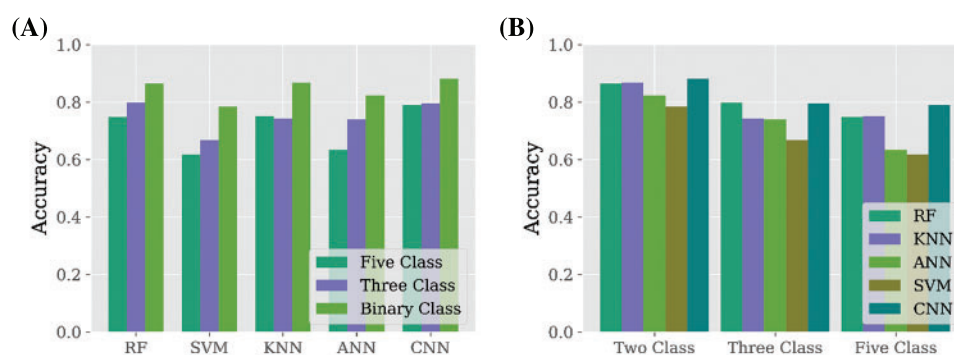 (A)
Accuracy
1.0
0.8
0.6
0.4
0.2
0.0
Five Class
Three Class
Binary Class
RF SVM KNN ANN CNN
(B)
Accuracy
1.0
0.8
0.6
0.4
0.2
0.0
RF
KNN
ANN
SVM
CNN
Two Class Three Class Five Class